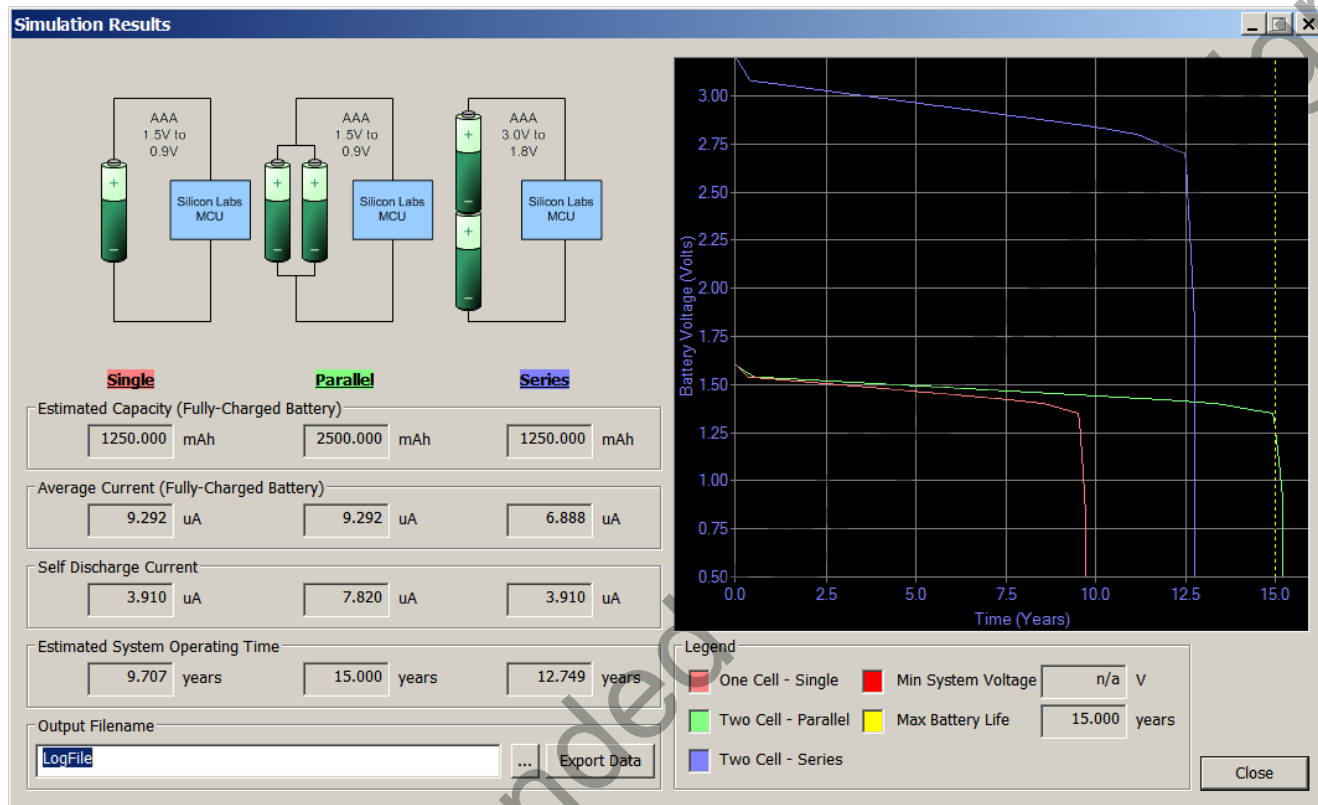 Simulation Results
AAA
1.5V to
0.9V
Silicon Labs
MCU
AAA
1.5V to
0.9V
Silicon Labs
MCU
AAA
3.0V to
1.8V
Silicon Labs
MCU
+
−
+
−
+
−
+
−
+
−
Single
Parallel
Series
Estimated Capacity (Fully-Charged Battery)
1250.000 mAh 2500.000 mAh 1250.000 mAh
Average Current (Fully-Charged Battery)
9.292 uA 9.292 uA 6.888 uA
Self Discharge Current
3.910 uA 7.820 uA 3.910 uA
Estimated System Operating Time
9.707 years 15.000 years 12.749 years
Output Filename
LogFile
...
Export Data
Battery Voltage (Volts)
3.00
2.75
2.50
2.25
2.00
1.75
1.50
1.25
1.00
0.75
0.50
0.0 2.5 5.0 7.5 10.0 12.5 15.0
Time (Years)
Legend
One Cell - Single
Min System Voltage n/a V
Two Cell - Parallel
Max Battery Life 15.000 years
Two Cell - Series
Close